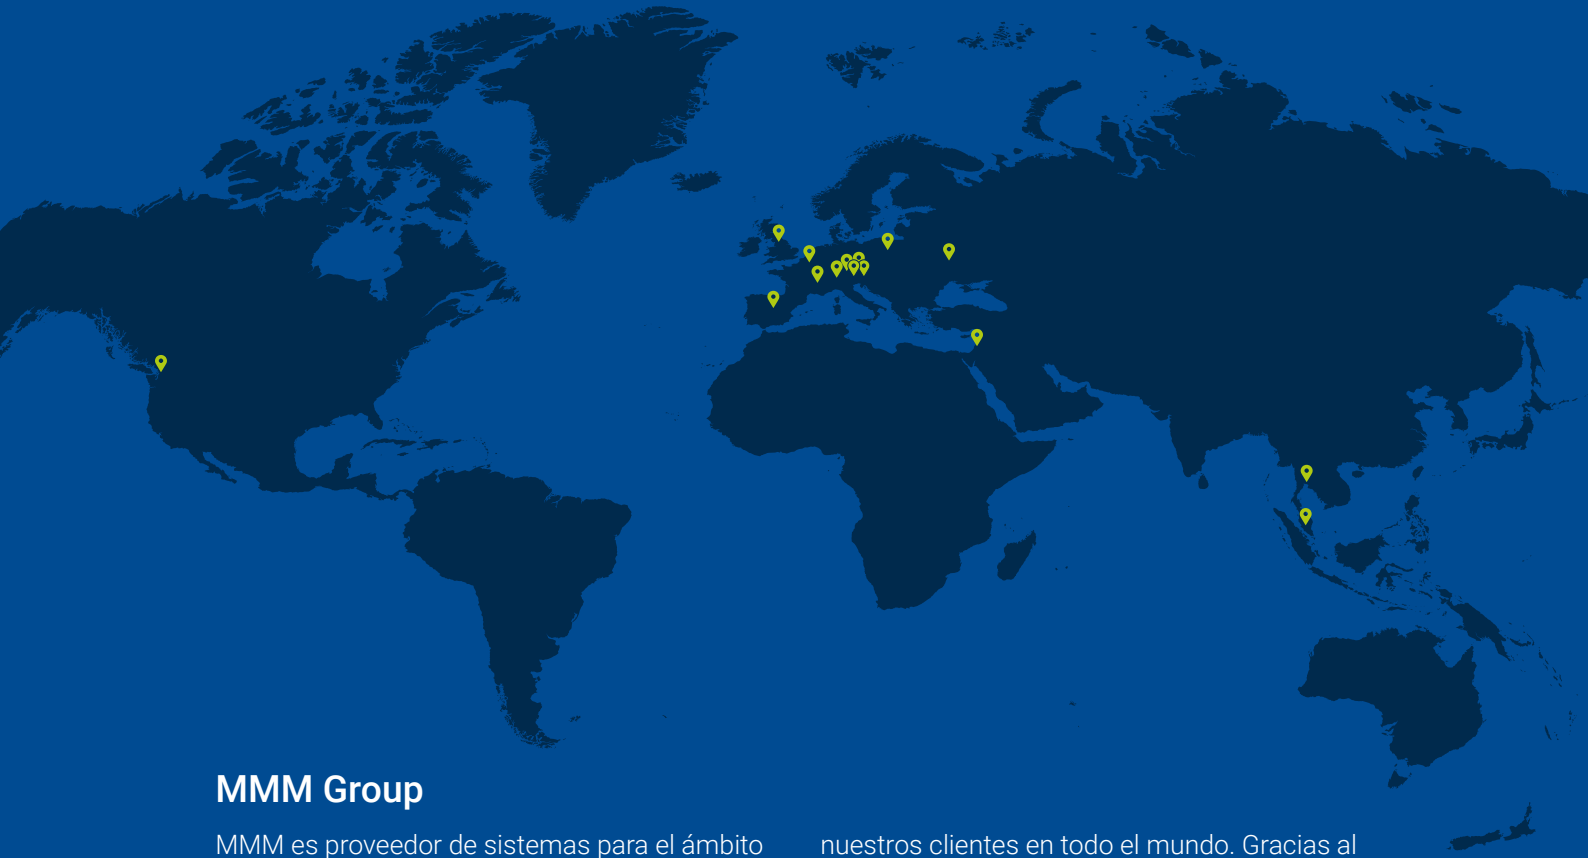 MMM Group
MMM es proveedor de sistemas para el ámbito
nuestros clientes en todo el mundo. Gracias al